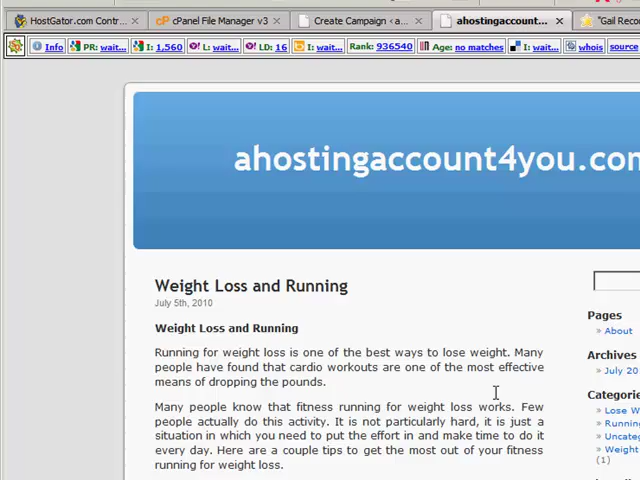 HostGator.com Contr...
cPanel File Manager v3
Create Campaign < a...
ahostingaccount...
"Gail Reco
Info
PR: wait...
I: 1,560
L: wait...
LD: 16
I: wait...
Rank: 936540
Age: no matches
I: wait...
whois
source
ahostingaccount4you.com
Weight Loss and Running
July 5th, 2010
Weight Loss and Running
Running for weight loss is one of the best ways to lose weight. Many
people have found that cardio workouts are one of the most effective
means of dropping the pounds.
Many people know that fitness running for weight loss works. Few
people actually do this activity. It is not particularly hard, it is just a
situation in which you need to put the effort in and make time to do it
every day. Here are a couple tips to get the most out of your fitness
running for weight loss.
Pages
» About
Archives
» July 20
Categorie
» Lose W
» Running
» Uncateg
» Weight
(1)